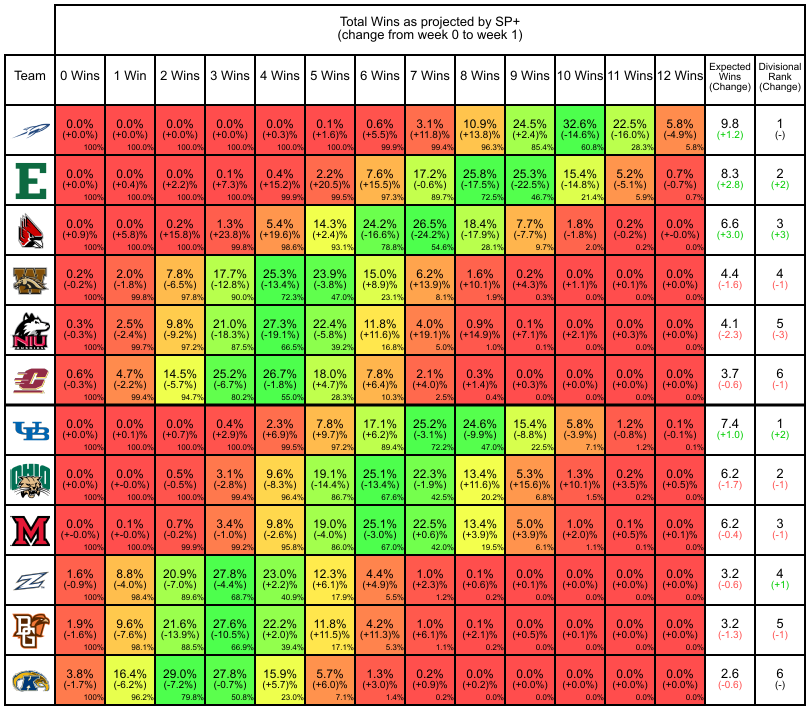 Total Wins as projected by SP+
(change from week 0 to week 1)
Team 0 Wins 1 Win 2 Wins 3 Wins 4 Wins 5 Wins 6 Wins 7 Wins 8 Wins 9 Wins 10 Wins 11 Wins 12 Wins Expected Wins (Change) Divisional Rank (Change)
0.0% 0.0% 0.0% 0.0% 0.0% 0.1% 0.6% 3.1% 10.9% 24.5% 32.6% 22.5% 5.8% 9.8 1
(+0.0%) (+0.0)% (+0.0)% (+0.0)% (+0.3)% (+1.6)% (+5.5)% (+11.8)% (+13.8)% (+2.4)% (-14.6)% (-16.0)% (-4.9)% (+1.2) (-)
100% 100.0% 100.0% 100.0% 100.0% 100.0% 99.9% 99.4% 96.3% 85.4% 60.8% 28.3% 5.8%
E 0.0% 0.0% 0.0% 0.1% 0.4% 2.2% 7.6% 17.2% 25.8% 25.3% 15.4% 5.2% 0.7% 8.3 2
(+0.0%) (+0.4)% (+2.2)% (+7.3)% (+15.2)% (+20.5)% (+15.5)% (-0.6)% (-17.5)% (-22.5)% (-14.8)% (-5.1)% (-0.7)% (+2.8) (+2)
100% 100.0% 100.0% 100.0% 99.9% 99.5% 97.3% 89.7% 72.5% 46.7% 21.4% 5.9% 0.7%
0.0% 0.0% 0.2% 1.3% 5.4% 14.3% 24.2% 26.5% 18.4% 7.7% 1.8% 0.2% 0.0% 6.6 3
(+0.9%) (+5.8)% (+15.8)% (+23.8)% (+19.6)% (+2.4)% (-16.6)% (-24.2)% (-17.9)% (-7.7)% (-1.8)% (-0.2)% (+-0.0)% (+3.0) (+3)
100% 100.0% 100.0% 99.8% 98.6% 93.1% 78.8% 54.6% 28.1% 9.7% 2.0% 0.2% 0.0%
W 0.2% 2.0% 7.8% 17.7% 25.3% 23.9% 15.0% 6.2% 1.6% 0.2% 0.0% 0.0% 0.0% 4.4 4
(-0.2%) (-1.8)% (-6.5)% (-12.8)% (-13.4)% (-3.8)% (+8.9)% (+13.9)% (+10.1)% (+4.3)% (+1.1)% (+0.1)% (+0.0)% (-1.6) (-1)
100% 99.8% 97.8% 90.0% 72.3% 47.0% 23.1% 8.1% 1.9% 0.3% 0.0% 0.0% 0.0%
NIU 0.3% 2.5% 9.8% 21.0% 27.3% 22.4% 11.8% 4.0% 0.9% 0.1% 0.0% 0.0% 0.0% 4.1 5
(-0.3%) (-2.4)% (-9.2)% (-18.3)% (-19.1)% (-5.8)% (+11.6)% (+19.1)% (+14.9)% (+7.1)% (+2.1)% (+0.3)% (+0.0)% (-2.3) (-3)
100% 99.7% 97.2% 87.5% 66.5% 39.2% 16.8% 5.0% 1.0% 0.1% 0.0% 0.0% 0.0%
C 0.6% 4.7% 14.5% 25.2% 26.7% 18.0% 7.8% 2.1% 0.3% 0.0% 0.0% 0.0% 0.0% 3.7 6
(-0.3%) (-2.2)% (-5.7)% (-6.7)% (-1.8)% (+4.7)% (+6.4)% (+4.0)% (+1.4)% (+0.3)% (+0.0)% (+0.0)% (+0.0)% (-0.6) (-1)
100% 99.4% 94.7% 80.2% 55.0% 28.3% 10.3% 2.5% 0.4% 0.0% 0.0% 0.0% 0.0%
UB 0.0% 0.0% 0.0% 0.4% 2.3% 7.8% 17.1% 25.2% 24.6% 15.4% 5.8% 1.2% 0.1% 7.4 1
(+0.0%) (+0.1)% (+0.7)% (+2.9)% (+6.9)% (+9.7)% (+6.2)% (-3.1)% (-9.9)% (-8.8)% (-3.9)% (-0.8)% (-0.1)% (+1.0) (+2)
100% 100.0% 100.0% 100.0% 99.5% 97.2% 89.4% 72.2% 47.0% 22.5% 7.1% 1.2% 0.1%
OHIO 0.0% 0.0% 0.5% 3.1% 9.6% 19.1% 25.1% 22.3% 13.4% 5.3% 1.3% 0.2% 0.0% 6.2 2
(+0.0%) (+-0.0)% (-0.5)% (-2.8)% (-8.3)% (-14.4)% (-13.4)% (-1.9)% (+11.6)% (+15.6)% (+10.1)% (+3.5)% (+0.5)% (-1.7) (-1)
100% 100.0% 100.0% 99.4% 96.4% 86.7% 67.6% 42.5% 20.2% 6.8% 1.5% 0.2% 0.0%
M 0.0% 0.1% 0.7% 3.4% 9.8% 19.0% 25.1% 22.5% 13.4% 5.0% 1.0% 0.1% 0.0% 6.2 3
(+-0.0%) (+-0.0)% (-0.2)% (-1.0)% (-2.6)% (-4.0)% (-3.0)% (+0.6)% (+3.9)% (+3.9)% (+2.0)% (+0.5)% (+0.1)% (-0.4) (-1)
100% 100.0% 99.9% 99.2% 95.8% 86.0% 67.0% 42.0% 19.5% 6.1% 1.1% 0.1% 0.0%
1.6% 8.8% 20.9% 27.8% 23.0% 12.3% 4.4% 1.0% 0.1% 0.0% 0.0% 0.0% 0.0% 3.2 4
(-0.9%) (-4.0)% (-7.0)% (-4.4)% (+2.2)% (+6.1)% (+4.9)% (+2.3)% (+0.6)% (+0.1)% (+0.0)% (+0.0)% (+0.0)% (-0.6) (+1)
100% 98.4% 89.6% 68.7% 40.9% 17.9% 5.5% 1.2% 0.2% 0.0% 0.0% 0.0% 0.0%
BG 1.9% 9.6% 21.6% 27.6% 22.2% 11.8% 4.2% 1.0% 0.1% 0.0% 0.0% 0.0% 0.0% 3.2 5
(-1.6%) (-7.6)% (-13.9)% (-10.5)% (+2.0)% (+11.5)% (+11.3)% (+6.1)% (+2.1)% (+0.5)% (+0.1)% (+0.0)% (+0.0)% (-1.3) (-1)
100% 98.1% 88.5% 66.9% 39.4% 17.1% 5.3% 1.1% 0.2% 0.0% 0.0% 0.0% 0.0%
K 3.8% 16.4% 29.0% 27.8% 15.9% 5.7% 1.3% 0.2% 0.0% 0.0% 0.0% 0.0% 0.0% 2.6 6
(-1.7%) (-6.2)% (-7.2)% (-0.7)% (+5.7)% (+6.0)% (+3.0)% (+0.9)% (+0.2)% (+0.0)% (+0.0)% (+0.0)% (+0.0)% (-0.6) (-)
100% 96.2% 79.8% 50.8% 23.0% 7.1% 1.4% 0.2% 0.0% 0.0% 0.0% 0.0% 0.0%